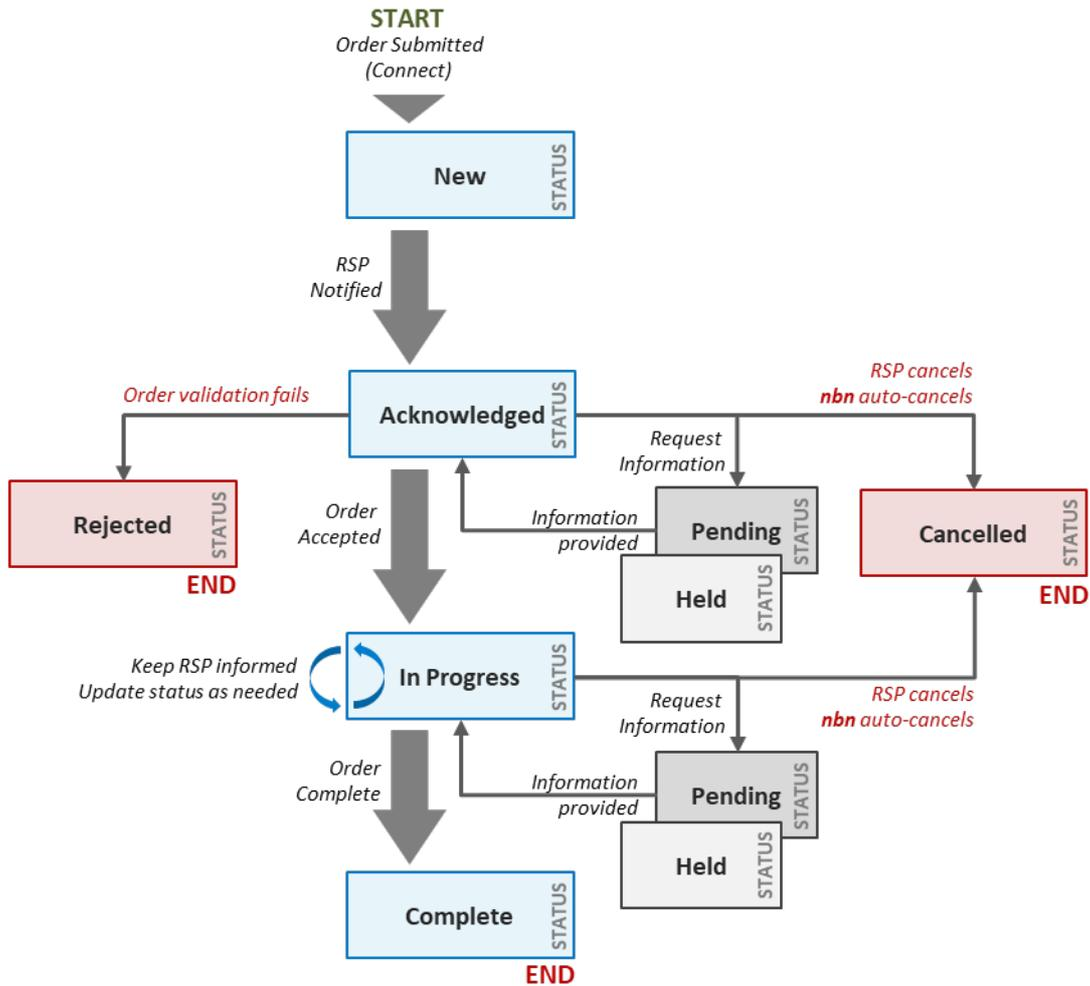 START
Order Submitted
(Connect)
New
STATUS
RSP
Notified
Order validation fails
Acknowledged
STATUS
RSP cancels
nbn auto-cancels
Request
Information
Rejected
STATUS
END
Order
Accepted
Information
provided
Pending
STATUS
Held
STATUS
Cancelled
STATUS
END
Keep RSP informed
Update status as needed
In Progress
STATUS
Request
Information
RSP cancels
nbn auto-cancels
Order
Complete
Information
provided
Pending
STATUS
Held
STATUS
Complete
STATUS
END